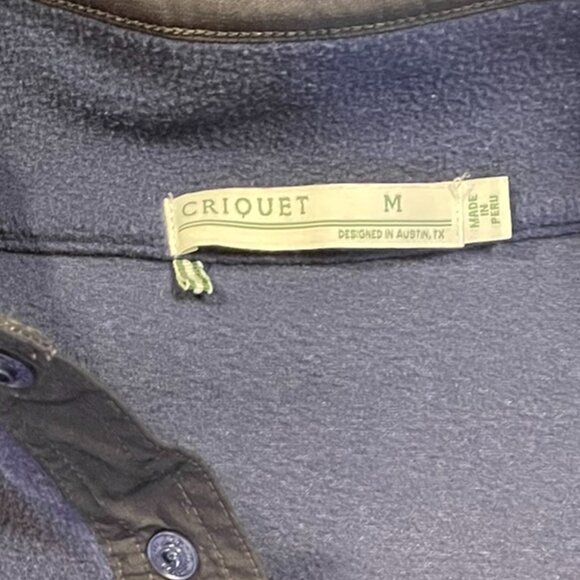 CRIQUET M
DESIGNED IN AUSTIN, TX
MADE
IN
PERU